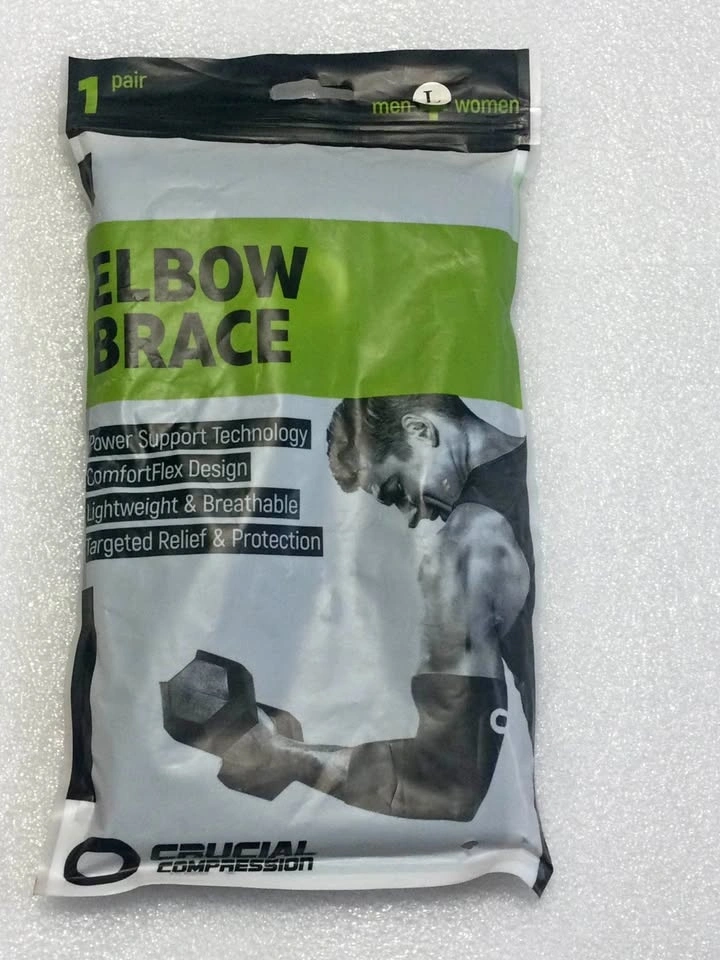 1 pair
men L women
ELBOW
BRACE
Power Support Technology
ComfortFlex Design
Lightweight & Breathable
Targeted Relief & Protection
CRUCIAL
COMPRESSION